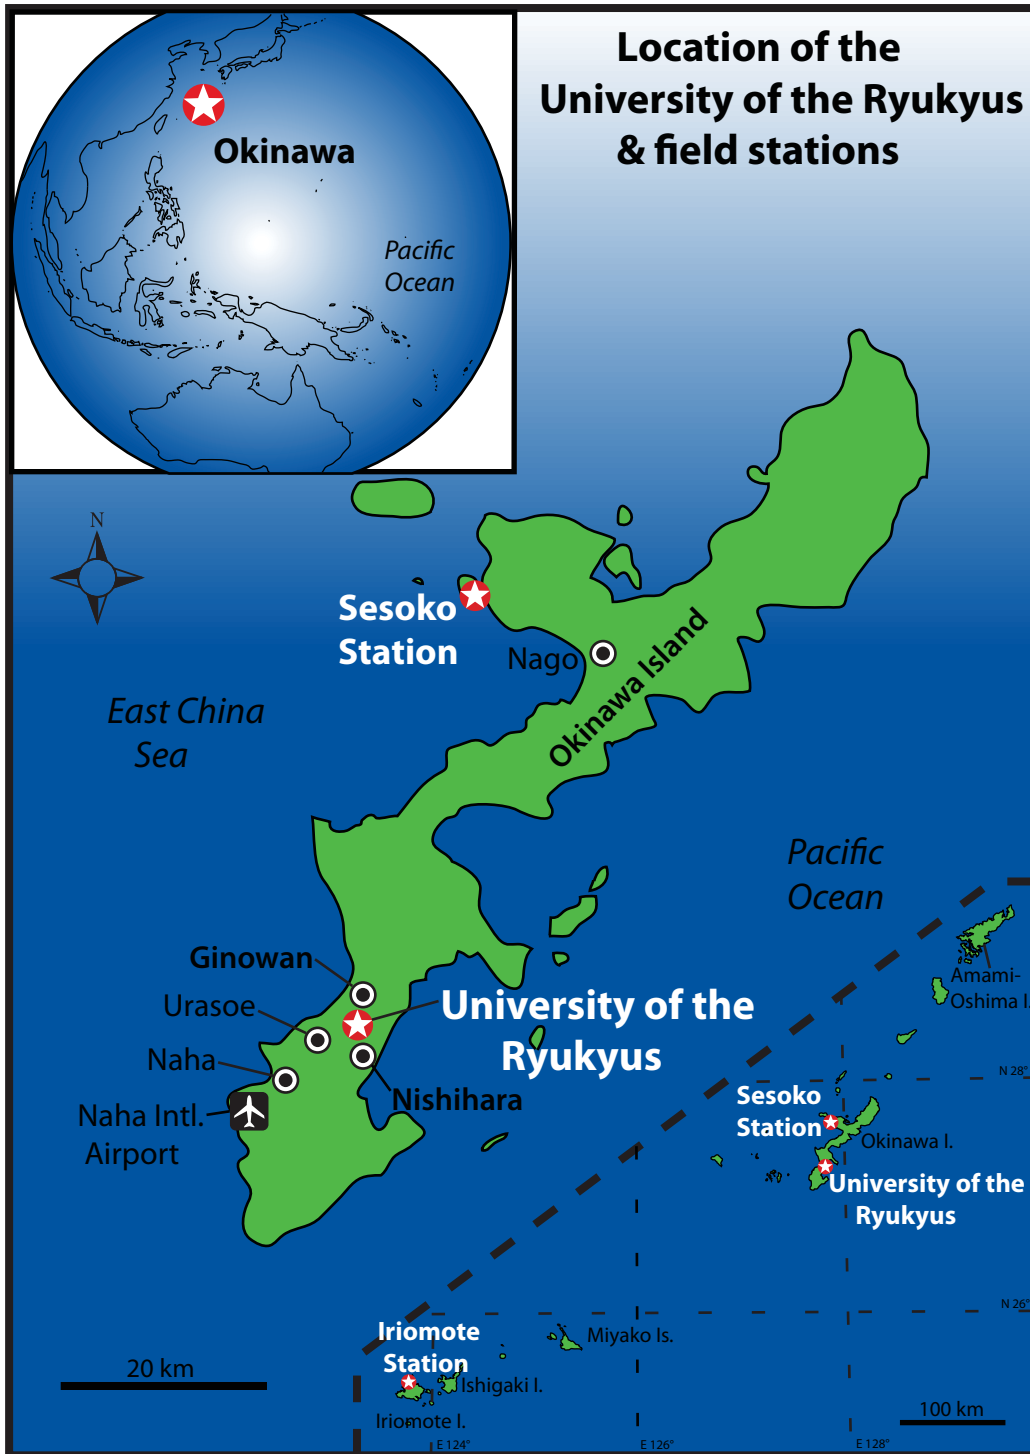 Location of the
University of the Ryukyus
& field stations
Okinawa
Pacific
Ocean
N
Sesoko
Station
Nago
Okinawa Island
East China
Sea
Pacific
Ocean
Ginowan
Urasoe
University of the
Ryukyus
Naha
Nishihara
Naha Intl.
Airport
Amami-
Oshima I.
N 28°
Sesoko
Station
Okinawa I.
University of the
Ryukyus
N 26°
Iriomote
Station
Miyako Is.
Ishigaki I.
Iriomote I.
20 km
100 km
E 124°
E 126°
E 128°